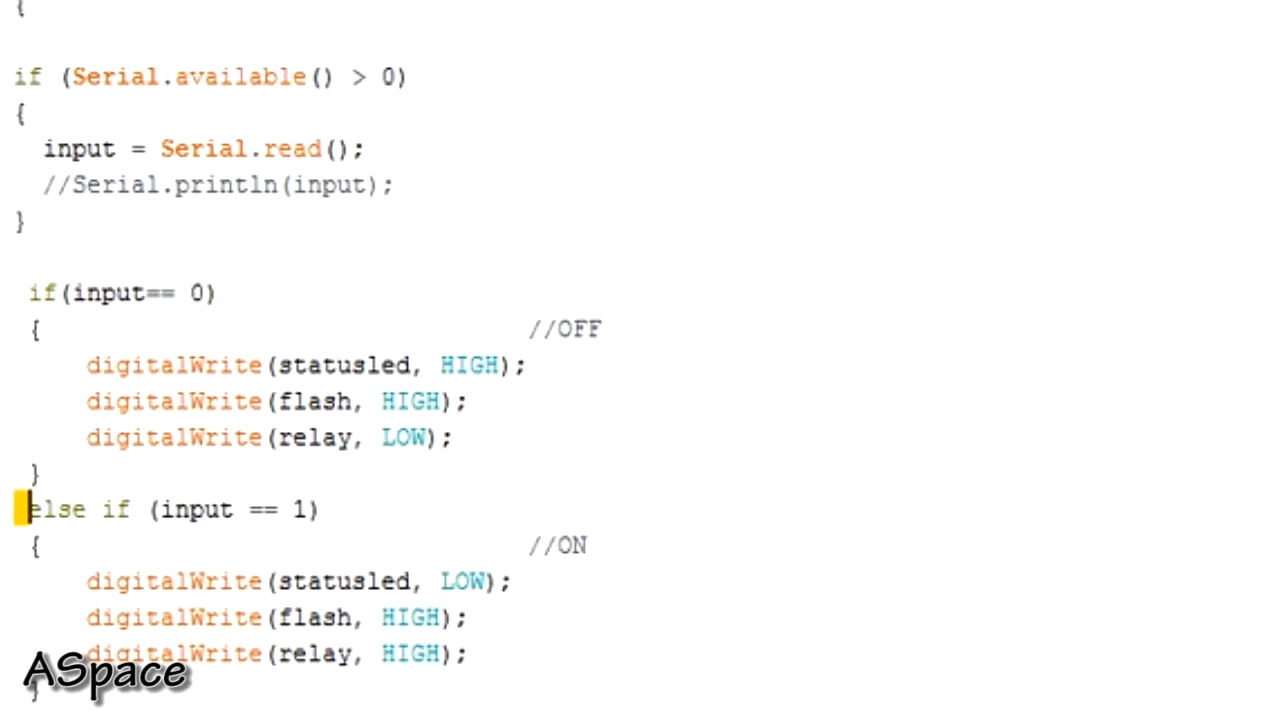 {
if (Serial.available() > 0)
{
input = Serial.read();
//Serial.println(input);
}
if(input== 0)
{ //OFF
digitalWrite(statusled, HIGH);
digitalWrite(flash, HIGH);
digitalWrite(relay, LOW);
}
else if (input == 1)
{ //ON
digitalWrite(statusled, LOW);
digitalWrite(flash, HIGH);
digitalWrite(relay, HIGH);
}
ASpace